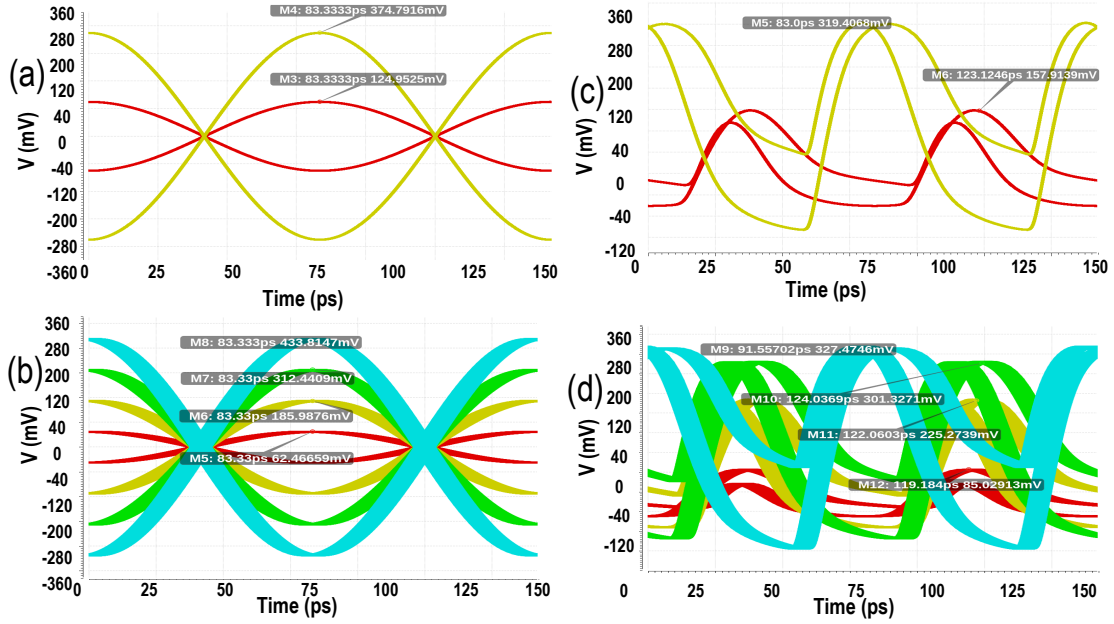 (a)
V (mV)
360
280
200
120
40
0
-40
-120
-200
-280
-360
M4: 83.3333ps 374.7916mV
M3: 83.3333ps 124.9525mV
0 25 50 75 100 125 150
Time (ps)
(c)
V (mV)
360
280
200
120
40
0
-40
-120
M5: 83.0ps 319.4068mV
M6: 123.1246ps 157.9139mV
0 25 50 75 100 125 150
Time (ps)
(b)
V (mV)
360
280
200
120
40
0
-40
-120
-200
-280
-360
M8: 83.333ps 433.8147mV
M7: 83.33ps 312.4409mV
M6: 83.33ps 185.9876mV
M5: 83.33ps 62.46659mV
0 25 50 75 100 125 150
Time (ps)
(d)
V (mV)
360
280
200
120
40
0
-40
-120
M9: 91.55702ps 327.4746mV
M10: 124.0369ps 301.3271mV
M11: 122.0603ps 225.2739mV
M12: 119.184ps 85.02913mV
0 25 50 75 100 125 150
Time (ps)